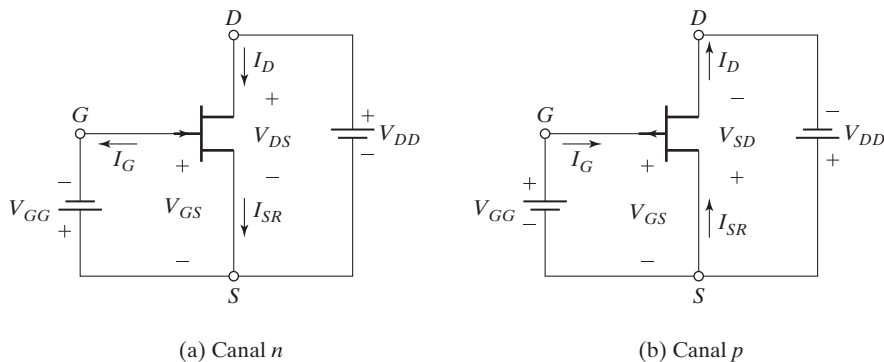 D
I_D
+
G
V_DS
+
V_DD
−
I_G
+
−
−
V_GG
V_GS
I_SR
+
−
S
(a) Canal n
D
I_D
−
G
V_SD
−
V_DD
+
I_G
+
+
+
V_GG
V_GS
I_SR
−
−
S
(b) Canal p